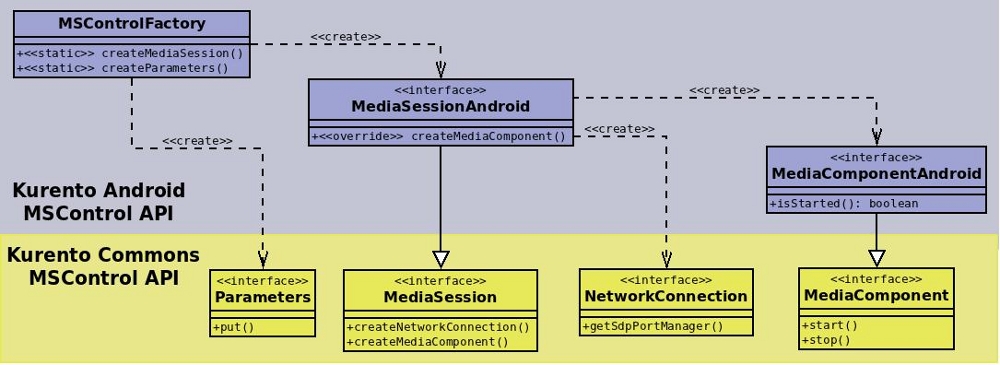 MSControlFactory
+<<static>> createMediaSession()
+<<static>> createParameters()
<<create>>
<<interface>>
MediaSessionAndroid
+<<override>> createMediaComponent()
<<create>>
<<create>>
<<create>>
<<interface>>
MediaComponentAndroid
+isStarted(): boolean
Kurento Android
MSControl API
Kurento Commons
MSControl API
<<interface>>
Parameters
+put()
<<interface>>
MediaSession
+createNetworkConnection()
+createMediaComponent()
<<interface>>
NetworkConnection
+getSdpPortManager()
<<interface>>
MediaComponent
+start()
+stop()